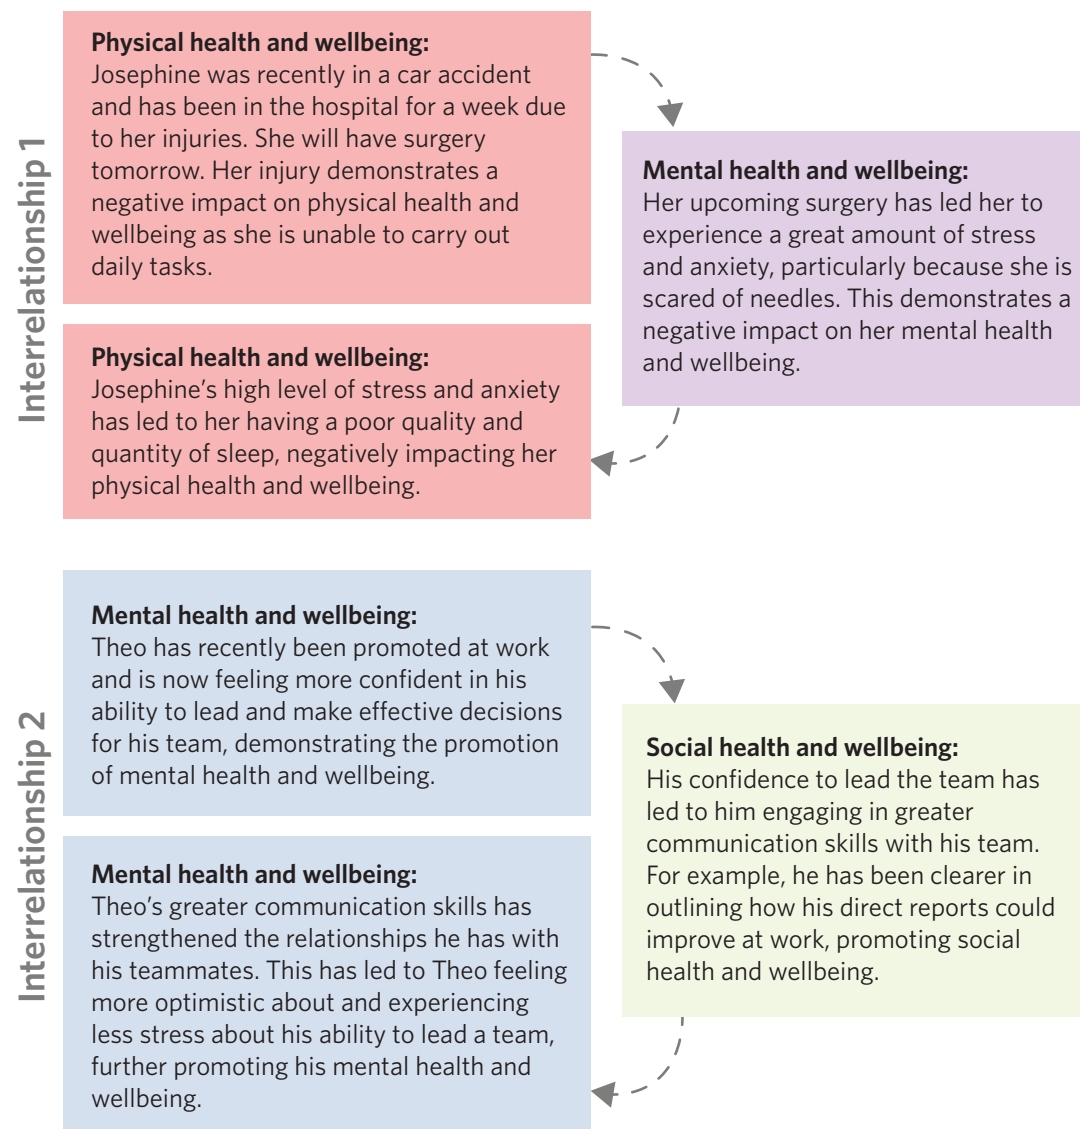 Interrelationship 1
Physical health and wellbeing:
Josephine was recently in a car accident
and has been in the hospital for a week due
to her injuries. She will have surgery
tomorrow. Her injury demonstrates a
negative impact on physical health and
wellbeing as she is unable to carry out
daily tasks.
Mental health and wellbeing:
Her upcoming surgery has led her to
experience a great amount of stress
and anxiety, particularly because she is
scared of needles. This demonstrates a
negative impact on her mental health
and wellbeing.
Physical health and wellbeing:
Josephine’s high level of stress and anxiety
has led to her having a poor quality and
quantity of sleep, negatively impacting her
physical health and wellbeing.
Interrelationship 2
Mental health and wellbeing:
Theo has recently been promoted at work
and is now feeling more confident in his
ability to lead and make effective decisions
for his team, demonstrating the promotion
of mental health and wellbeing.
Social health and wellbeing:
His confidence to lead the team has
led to him engaging in greater
communication skills with his team.
For example, he has been clearer in
outlining how his direct reports could
improve at work, promoting social
health and wellbeing.
Mental health and wellbeing:
Theo’s greater communication skills has
strengthened the relationships he has with
his teammates. This has led to Theo feeling
more optimistic about and experiencing
less stress about his ability to lead a team,
further promoting his mental health and
wellbeing.